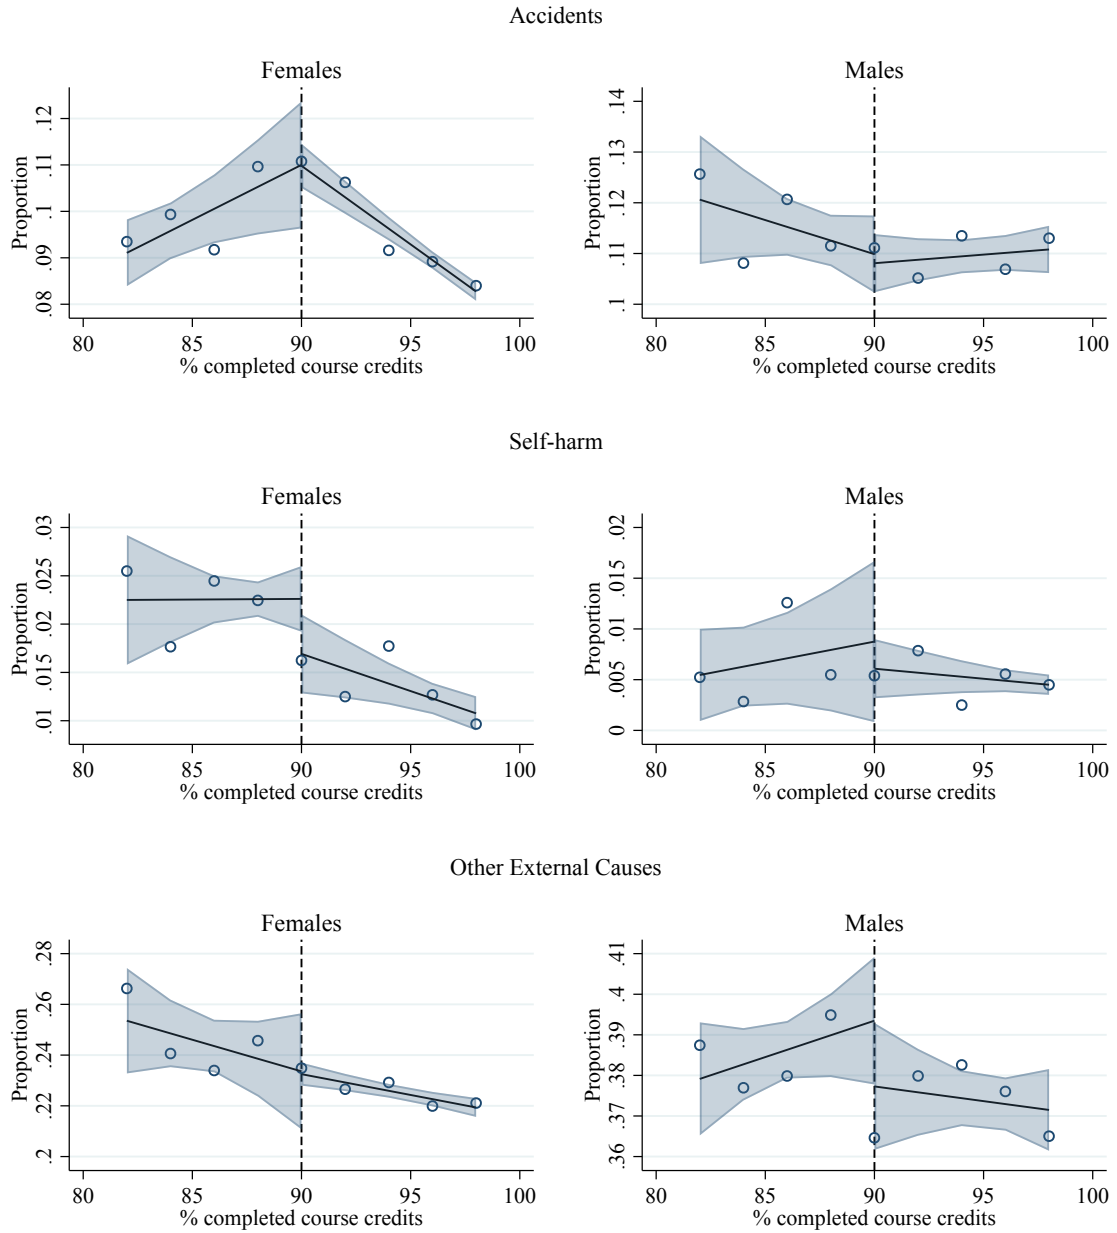 Accidents
Females
Males
Proportion
.08 .09 .1 .11 .12
80 85 90 95 100
% completed course credits
Proportion
.1 .11 .12 .13 .14
80 85 90 95 100
% completed course credits
Self-harm
Females
Males
Proportion
.01 .015 .02 .025 .03
80 85 90 95 100
% completed course credits
Proportion
0 .005 .01 .015 .02
80 85 90 95 100
% completed course credits
Other External Causes
Females
Males
Proportion
.2 .22 .24 .26 .28
80 85 90 95 100
% completed course credits
Proportion
.36 .37 .38 .39 .4 .41
80 85 90 95 100
% completed course credits